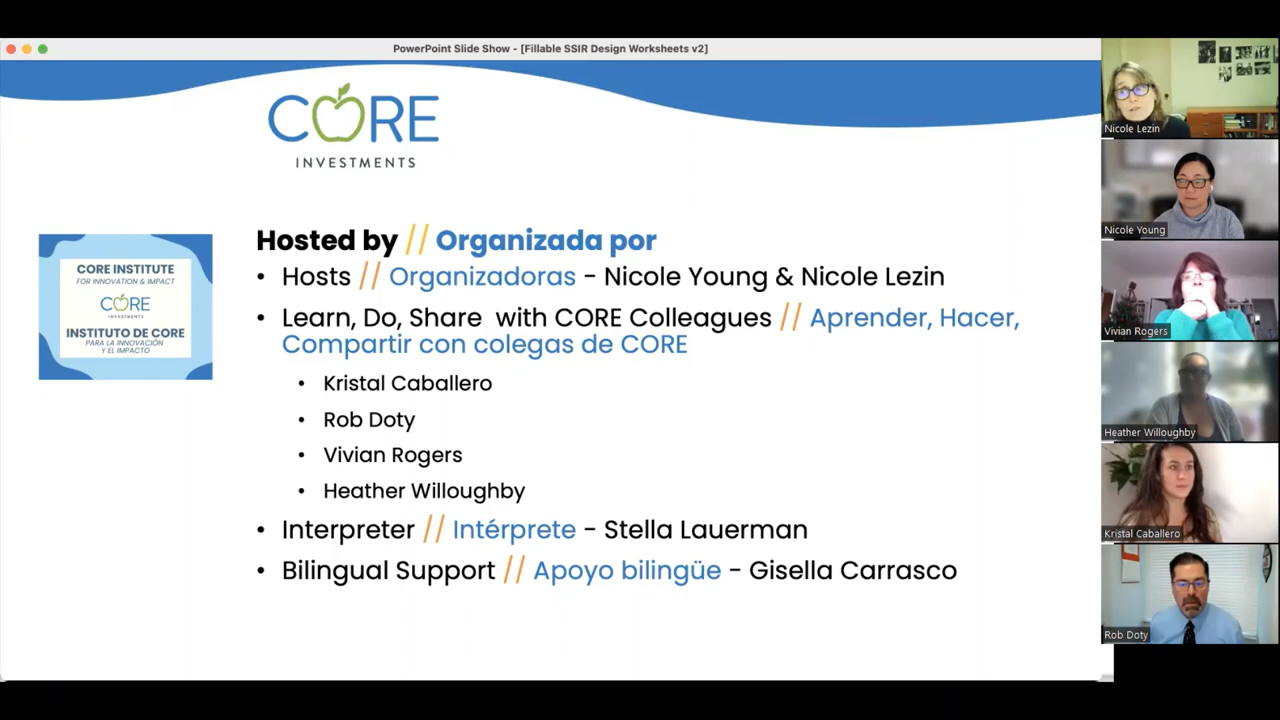 PowerPoint Slide Show - [Fillable SSIR Design Worksheets v2]
CORE
INVESTMENTS
Hosted by // Organizada por
• Hosts // Organizadoras - Nicole Young & Nicole Lezin
• Learn, Do, Share with CORE Colleagues // Aprender, Hacer,
Compartir con colegas de CORE
• Kristal Caballero
• Rob Doty
• Vivian Rogers
• Heather Willoughby
• Interpreter // Intérprete - Stella Lauerman
• Bilingual Support // Apoyo bilingüe - Gisella Carrasco
CORE INSTITUTE
FOR INNOVATION & IMPACT
CORE
INVESTMENTS
INSTITUTO DE CORE
PARA LA INNOVACIÓN
Y EL IMPACTO
Nicole Lezin
Nicole Young
Vivian Rogers
Heather Willoughby
Kristal Caballero
Rob Doty